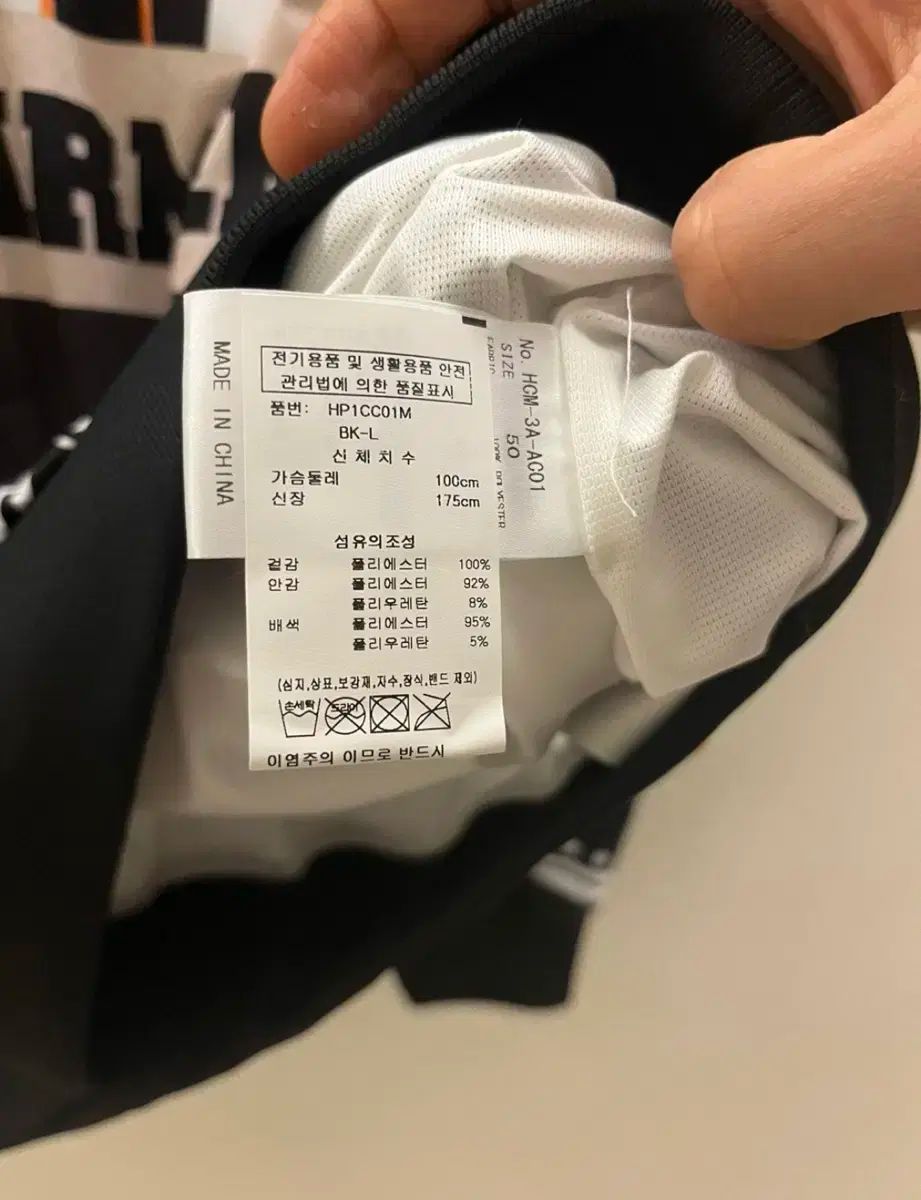 MADE IN CHINA
전기용품 및 생활용품 안전
관리법에 의한 품질표시
품번: HP1CC01M
BK-L
신 체 치 수
가슴둘레 100cm
신장 175cm
섬유의조성
겉감 폴리에스터 100%
안감 폴리에스터 92%
폴리우레탄 8%
배색 폴리에스터 95%
폴리우레탄 5%
(심지,상표,보강재,자수,장식,밴드 제외)
손세탁 드라이
이염주의 이므로 반드시
No. HCM-3A-AC01
SIZE 50
FABRIC 100% POLYESTER